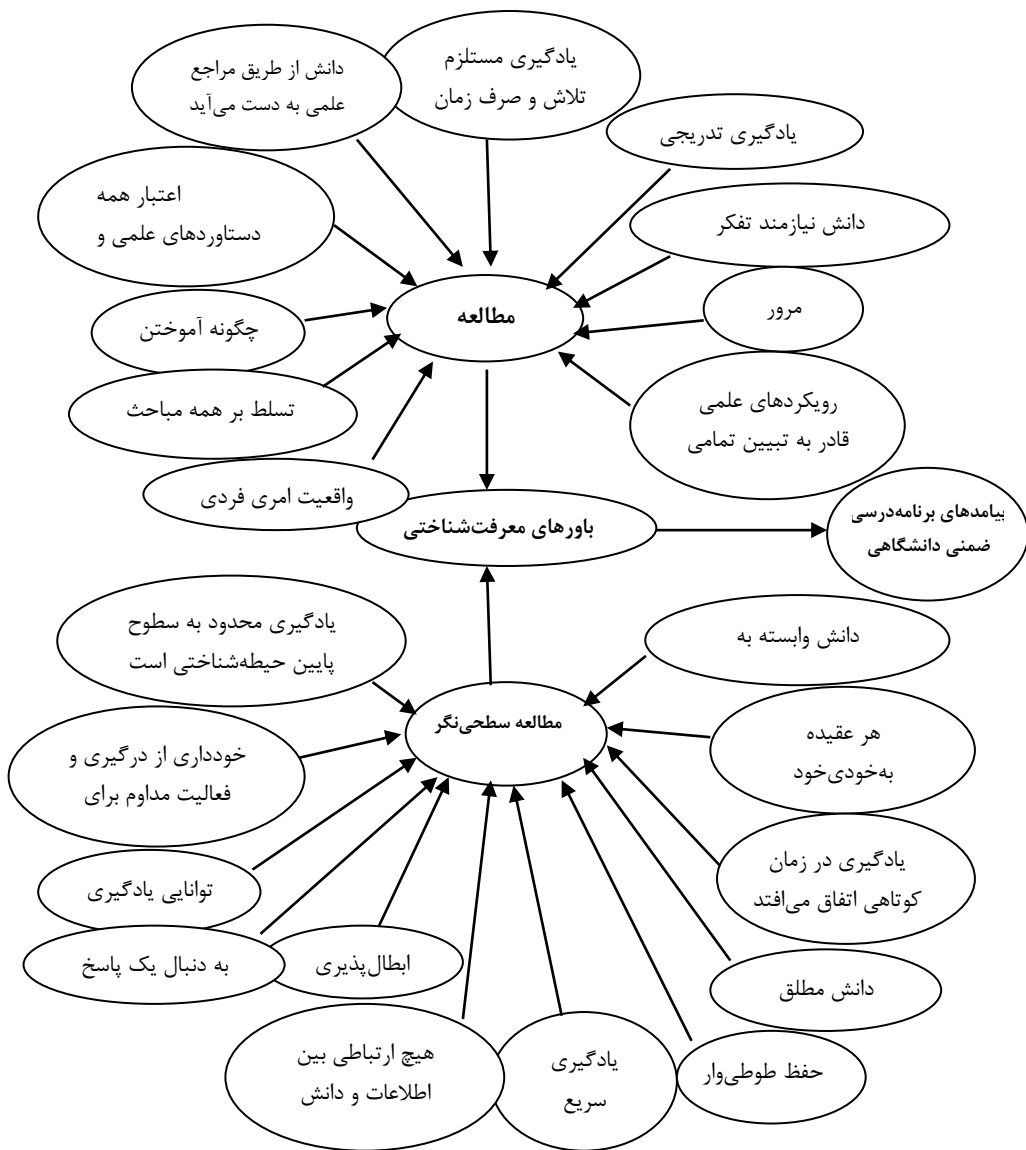 دانش از طریق مراجع
علمی به دست می‌آید
یادگیری مستلزم
تلاش و صرف زمان
یادگیری تدریجی
اعتبار همه
دستاوردهای علمی و
دانش نیازمند تفکر
مطالعه
مرور
چگونه آموختن
تسلط بر همه مباحث
رویکردهای علمی
قادر به تبیین تمامی
واقعیت امری فردی
باورهای معرفت‌شناختی
پیامدهای برنامه‌درسی
ضمنی دانشگاهی
یادگیری محدود به سطوح
پایین حیطه‌شناختی است
دانش وابسته به
مطالعه سطحی‌نگر
هر عقیده
به‌خودی‌خود
خودداری از درگیری و
فعالیت مداوم برای
یادگیری در زمان
کوتاهی اتفاق می‌افتد
توانایی یادگیری
به دنبال یک پاسخ
ابطال‌پذیری
دانش مطلق
هیچ ارتباطی بین
اطلاعات و دانش
یادگیری
سریع
حفظ طوطی‌وار